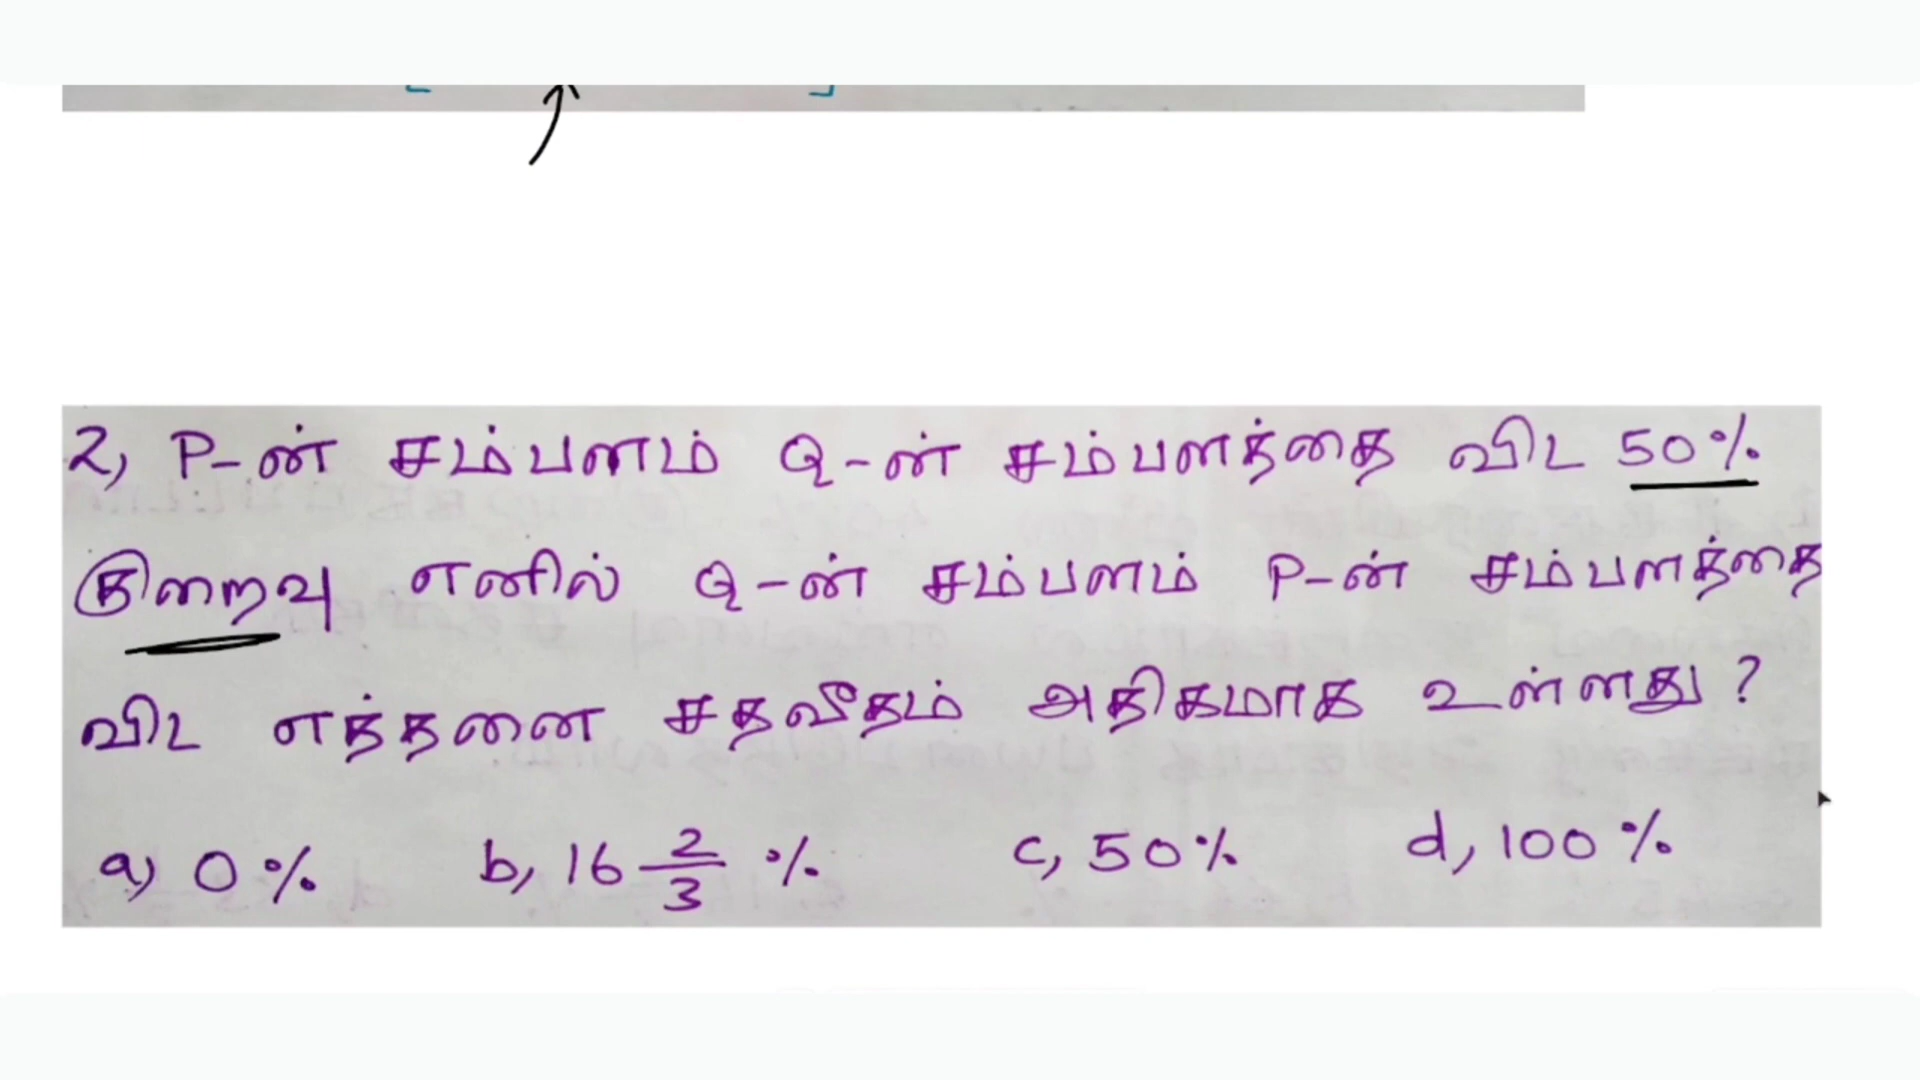 2, P-ன் சம்பளம் Q-ன் சம்பளத்தை விட 50%
குறைவு எனில் Q-ன் சம்பளம் P-ன் சம்பளத்தை
விட எத்தனை சதவீதம் அதிகமாக உள்ளது?
a) 0% b, 16 2/3 % c, 50% d, 100%